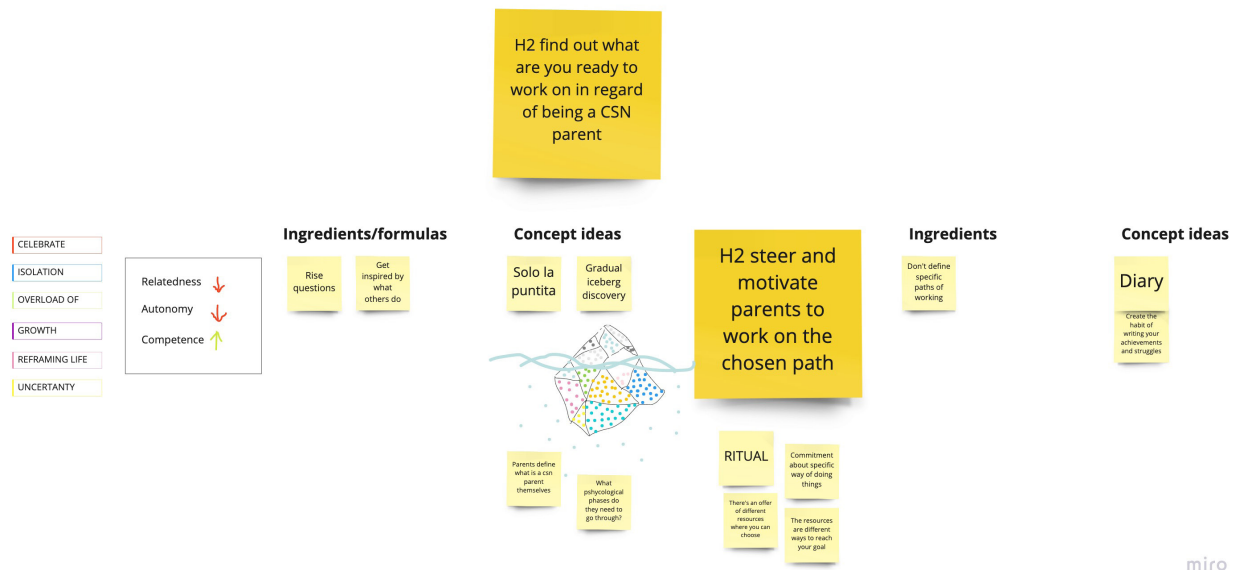 H2 find out what
are you ready to
work on in regard
of being a CSN
parent
CELEBRATE
ISOLATION
OVERLOAD OF
GROWTH
REFRAMING LIFE
UNCERTANTY
Relatedness
Autonomy
Competence
Ingredients/formulas
Rise
questions
Get
inspired by
what
others do
Concept ideas
Solo la
puntita
Gradual
iceberg
discovery
Parents define
what is a csn
parent
themselves
What
pshycological
phases do
they need to
go through?
H2 steer and
motivate
parents to
work on the
chosen path
RITUAL
Commitment
about specific
way of doing
things
There's an offer
of different
resources
where you can
choose
The resources
are different
ways to reach
your goal
Ingredients
Don't define
specific
paths of
working
Concept ideas
Diary
Create the
habit of
writing your
achievements
and struggles
miro